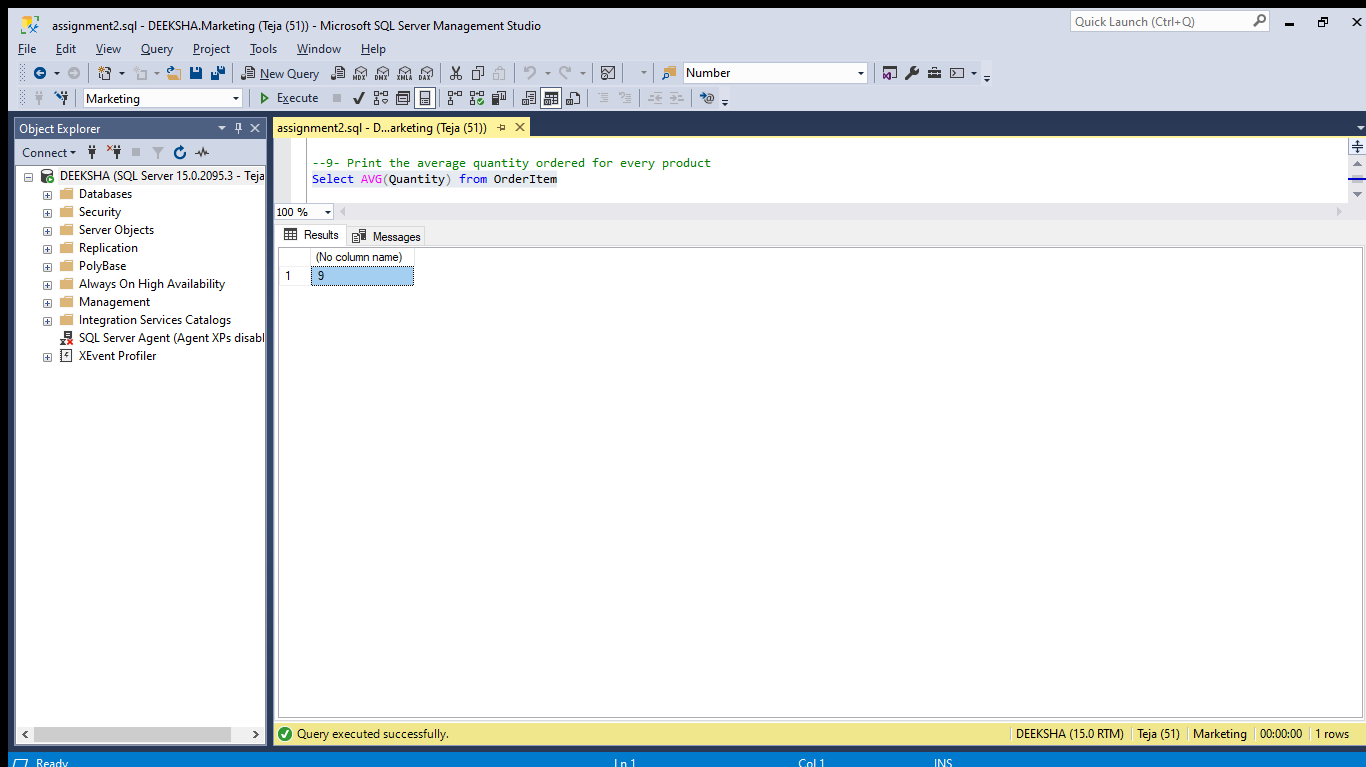 assignment2.sql - DEEKSHA.Marketing (Teja (51)) - Microsoft SQL Server Management Studio
Quick Launch (Ctrl+Q)
File Edit View Query Project Tools Window Help
New Query MDX DMX XMLA DAX Number
Marketing Execute
Object Explorer
assignment2.sql - D...arketing (Teja (51))
Connect
DEEKSHA (SQL Server 15.0.2095.3 - Teja
Databases
Security
Server Objects
Replication
PolyBase
Always On High Availability
Management
Integration Services Catalogs
SQL Server Agent (Agent XPs disabl
XEvent Profiler
--9- Print the average quantity ordered for every product
Select AVG(Quantity) from OrderItem
100 %
Results Messages
(No column name)
1 9
Query executed successfully. DEEKSHA (15.0 RTM) Teja (51) Marketing 00:00:00 1 rows
Ready Ln 1 Col 1 INS